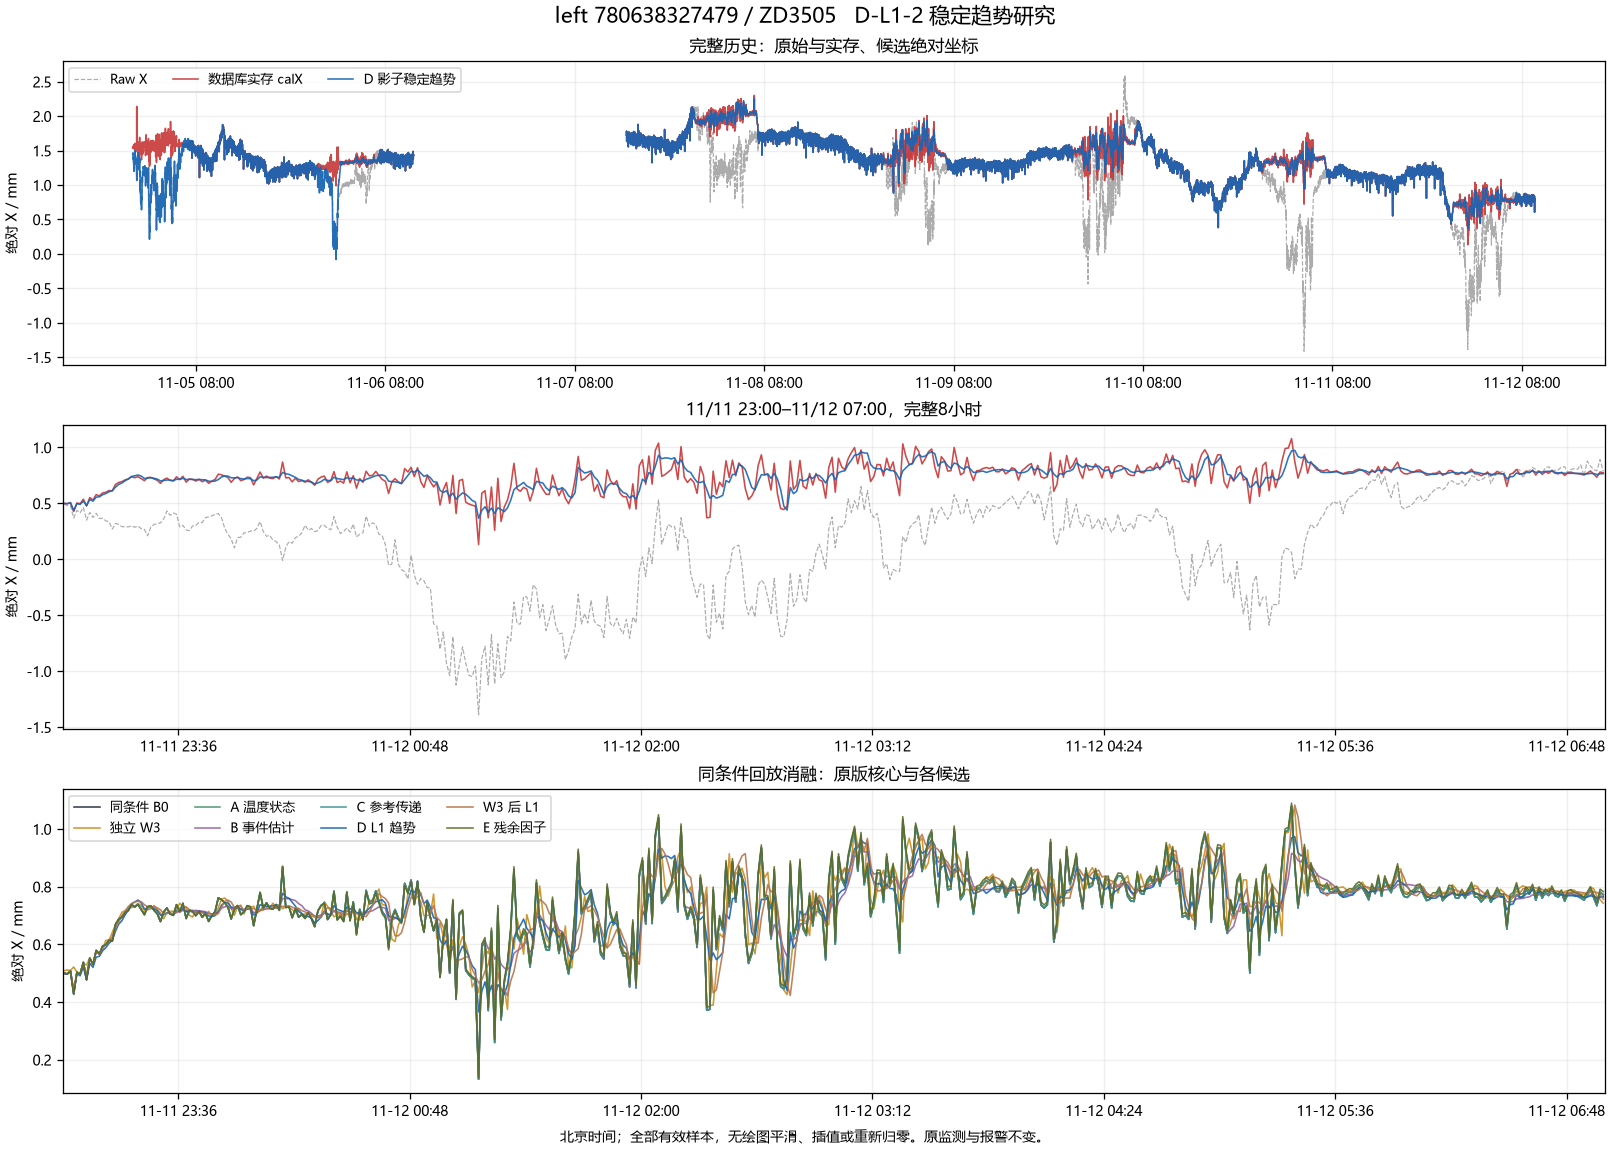 left 780638327479 / ZD3505   D-L1-2 稳定趋势研究
完整历史：原始与实存、候选绝对坐标
Raw X
数据库实存 calX
D 影子稳定趋势
绝对 X / mm
2.5
2.0
1.5
1.0
0.5
0.0
-0.5
-1.0
-1.5
11-05 08:00
11-06 08:00
11-07 08:00
11-08 08:00
11-09 08:00
11-10 08:00
11-11 08:00
11-12 08:00
11/11 23:00–11/12 07:00，完整8小时
绝对 X / mm
1.0
0.5
0.0
-0.5
-1.0
-1.5
11-11 23:36
11-12 00:48
11-12 02:00
11-12 03:12
11-12 04:24
11-12 05:36
11-12 06:48
同条件回放消融：原版核心与各候选
同条件 B0
A 温度状态
C 参考传递
W3 后 L1
独立 W3
B 事件估计
D L1 趋势
E 残余因子
绝对 X / mm
1.0
0.8
0.6
0.4
0.2
11-11 23:36
11-12 00:48
11-12 02:00
11-12 03:12
11-12 04:24
11-12 05:36
11-12 06:48
北京时间；全部有效样本，无绘图平滑、插值或重新归零。原监测与报警不变。